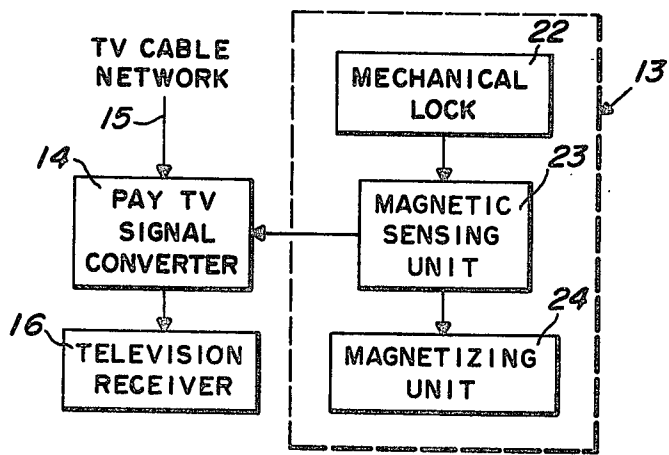 TV CABLE
NETWORK
15
14
PAY TV
SIGNAL
CONVERTER
16
TELEVISION
RECEIVER
22
MECHANICAL
LOCK
13
23
MAGNETIC
SENSING
UNIT
24
MAGNETIZING
UNIT